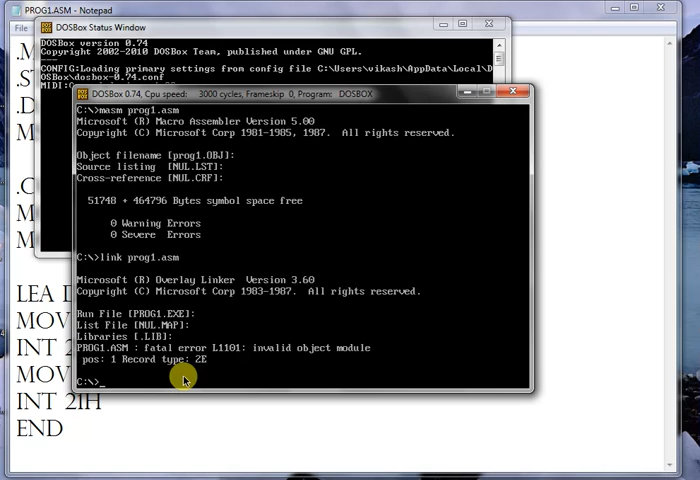 PROG1.ASM - Notepad
File
.M
.S
.D
M
.C
M
M
LEA D
MOV
INT 2
MOV
INT 21H
END
DOSBox Status Window
DOSBox version 0.74
Copyright 2002-2010 DOSBox Team, published under GNU GPL.
---
CONFIG:Loading primary settings from config file C:\Users\vikash\AppData\Local\D
OSBox\dosbox-0.74.conf
MIDI:
DOSBox 0.74, Cpu speed: 3000 cycles, Frameskip 0, Program: DOSBOX
C:\>masm prog1.asm
Microsoft (R) Macro Assembler Version 5.00
Copyright (C) Microsoft Corp 1981-1985, 1987. All rights reserved.
Object filename [prog1.OBJ]:
Source listing [NUL.LST]:
Cross-reference [NUL.CRF]:
51748 + 464796 Bytes symbol space free
0 Warning Errors
0 Severe Errors
C:\>link prog1.asm
Microsoft (R) Overlay Linker Version 3.60
Copyright (C) Microsoft Corp 1983-1987. All rights reserved.
Run File [PROG1.EXE]:
List File [NUL.MAP]:
Libraries [.LIB]:
PROG1.ASM : fatal error L1101: invalid object module
pos: 1 Record type: 2E
C:\>_